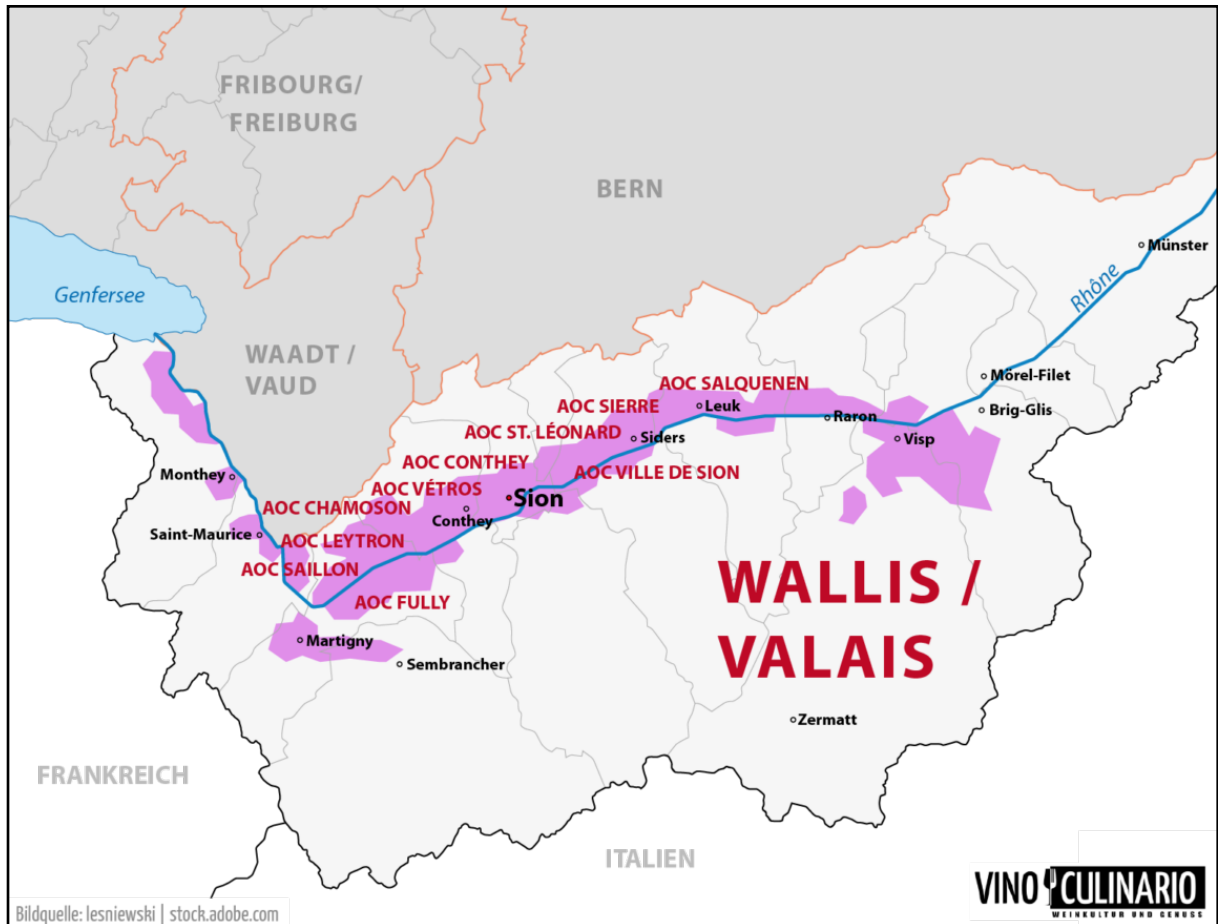 FRIBOURG/
FREIBURG
BERN
Münster
Genfersee
Rhône
WAADT /
VAUD
Mörel-Filet
AOC SALQUENEN
Leuk
Brig-Glis
AOC SIERRE
Raron
AOC ST. LÉONARD
Siders
Visp
AOC CONTHEY
AOC VILLE DE SION
Monthey
AOC VÉTROS
Sion
AOC CHAMOSON
Conthey
Saint-Maurice
AOC LEYTRON
AOC SAILLON
WALLIS /
VALAIS
AOC FULLY
Martigny
Sembrancher
Zermatt
FRANKREICH
ITALIEN
VINO CULINARIO
WEINKULTUR UND GENUSS
Bildquelle: lesniewski | stock.adobe.com